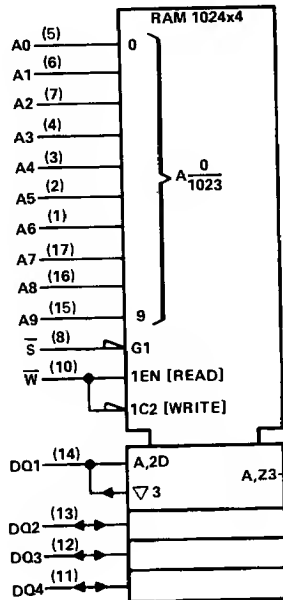 RAM 1024x4
A0 (5) 0
A1 (6)
A2 (7)
A3 (4)
A4 (3)
A 0/1023
A5 (2)
A6 (1)
A7 (17)
A8 (16)
A9 (15) 9
S̅ (8) G1
W̅ (10) 1EN [READ]
1C2 [WRITE]
DQ1 (14) A,2D
A,Z3
▽ 3
DQ2 (13)
DQ3 (12)
DQ4 (11)